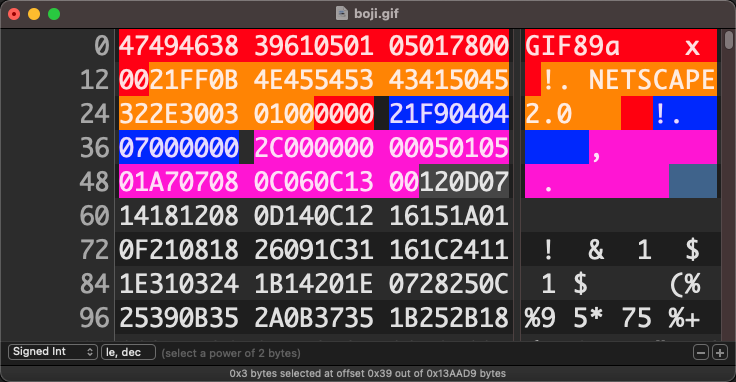 boji.gif
0 47494638 39610501 05017800 GIF89a x
12 0021FF0B 4E455453 43415045 !. NETSCAPE
24 322E3003 01000000 21F90404 2.0 !.
36 07000000 2C000000 00050105 ,
48 01A70708 0C060C13 00120D07 .
60 14181208 0D140C12 16151A01
72 0F210818 26091C31 161C2411 ! & 1 $
84 1E310324 1B14201E 0728250C 1 $ (%
96 25390B35 2A0B3735 1B252B18 %9 5* 75 %+
Signed Int le, dec (select a power of 2 bytes)
0x3 bytes selected at offset 0x39 out of 0x13AAD9 bytes